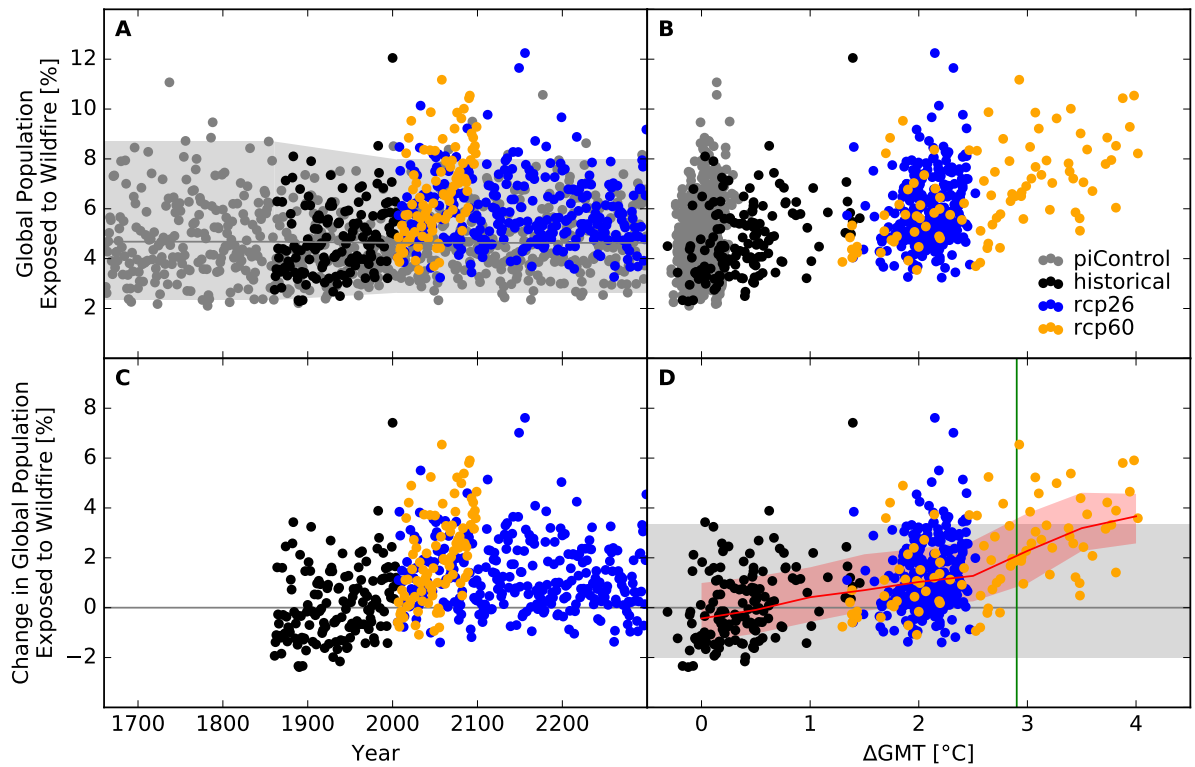 A
B
Global Population
Exposed to Wildfire [%]
12
10
8
6
4
2
piControl
historical
rcp26
rcp60
C
D
Change in Global Population
Exposed to Wildfire [%]
8
6
4
2
0
−2
1700 1800 1900 2000 2100 2200
0 1 2 3 4
Year
ΔGMT [°C]